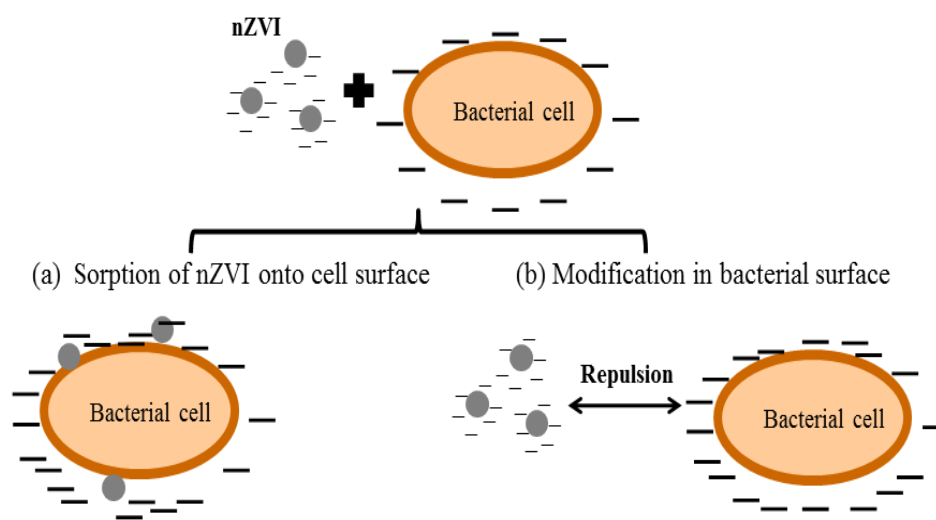 nZVI
Bacterial cell
(a) Sorption of nZVI onto cell surface
(b) Modification in bacterial surface
Bacterial cell
Repulsion
Bacterial cell